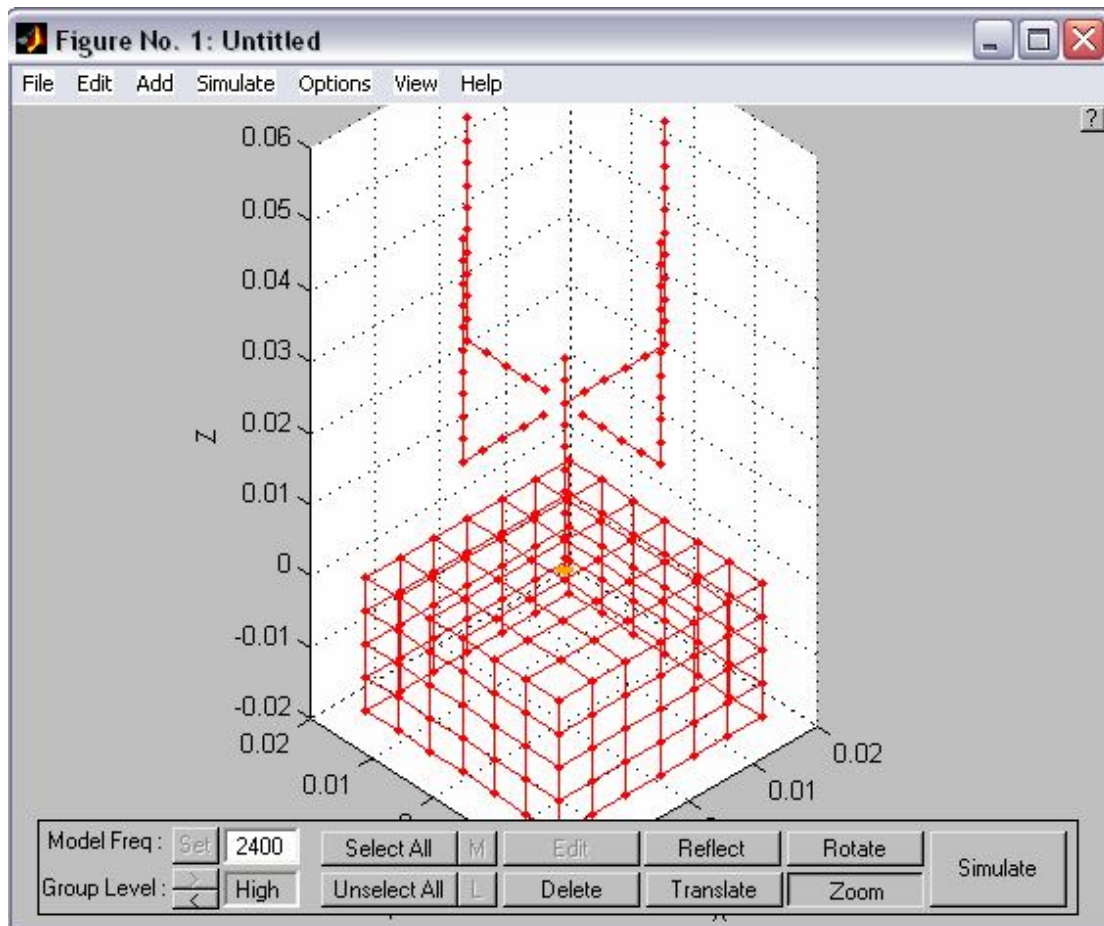 Figure No. 1: Untitled
File Edit Add Simulate Options View Help
?
0.06
0.05
0.04
0.03
0.02
0.01
0
-0.01
-0.02
Z
0.02
0.01
0.02
0.01
Model Freq : Set 2400 Select All M Edit Reflect Rotate Simulate
Group Level : > < High Unselect All L Delete Translate Zoom